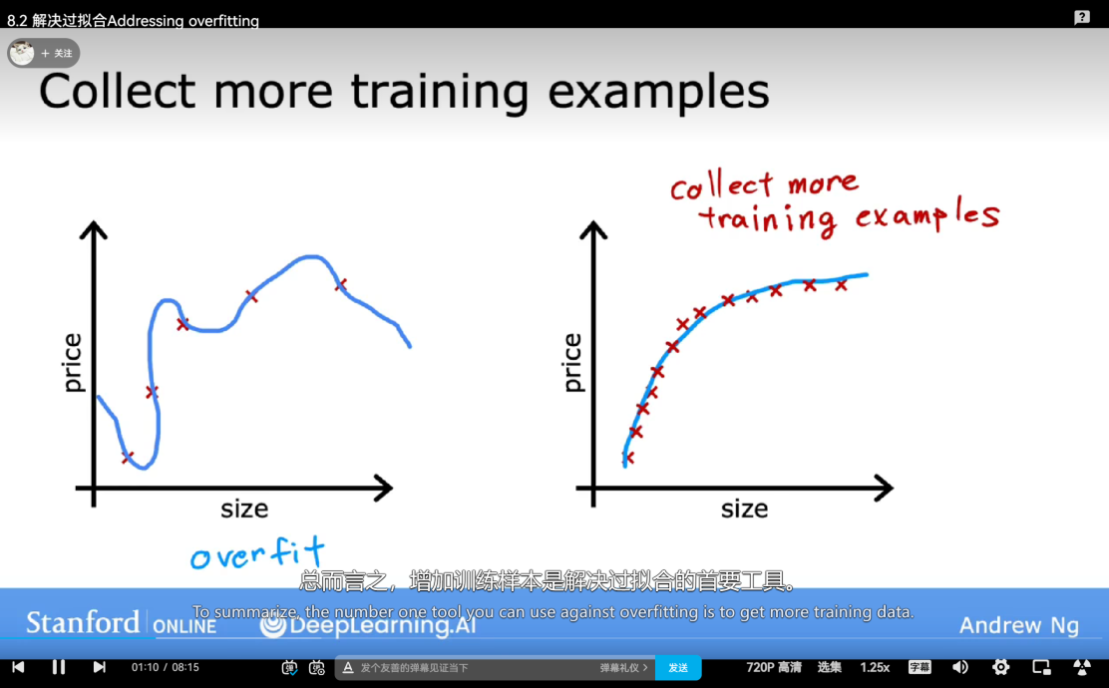 8.2 解决过拟合Addressing overfitting
+ 关注
Collect more training examples
collect more
training examples
price
size
price
size
overfit
总而言之，增加训练样本是解决过拟合的首要工具。
To summarize, the number one tool you can use against overfitting is to get more training data.
Stanford ONLINE
DeepLearning.AI
Andrew Ng
01:10 / 08:15
发个友善的弹幕见证当下
弹幕礼仪 >
发送
720P 高清
选集
1.25x
字幕